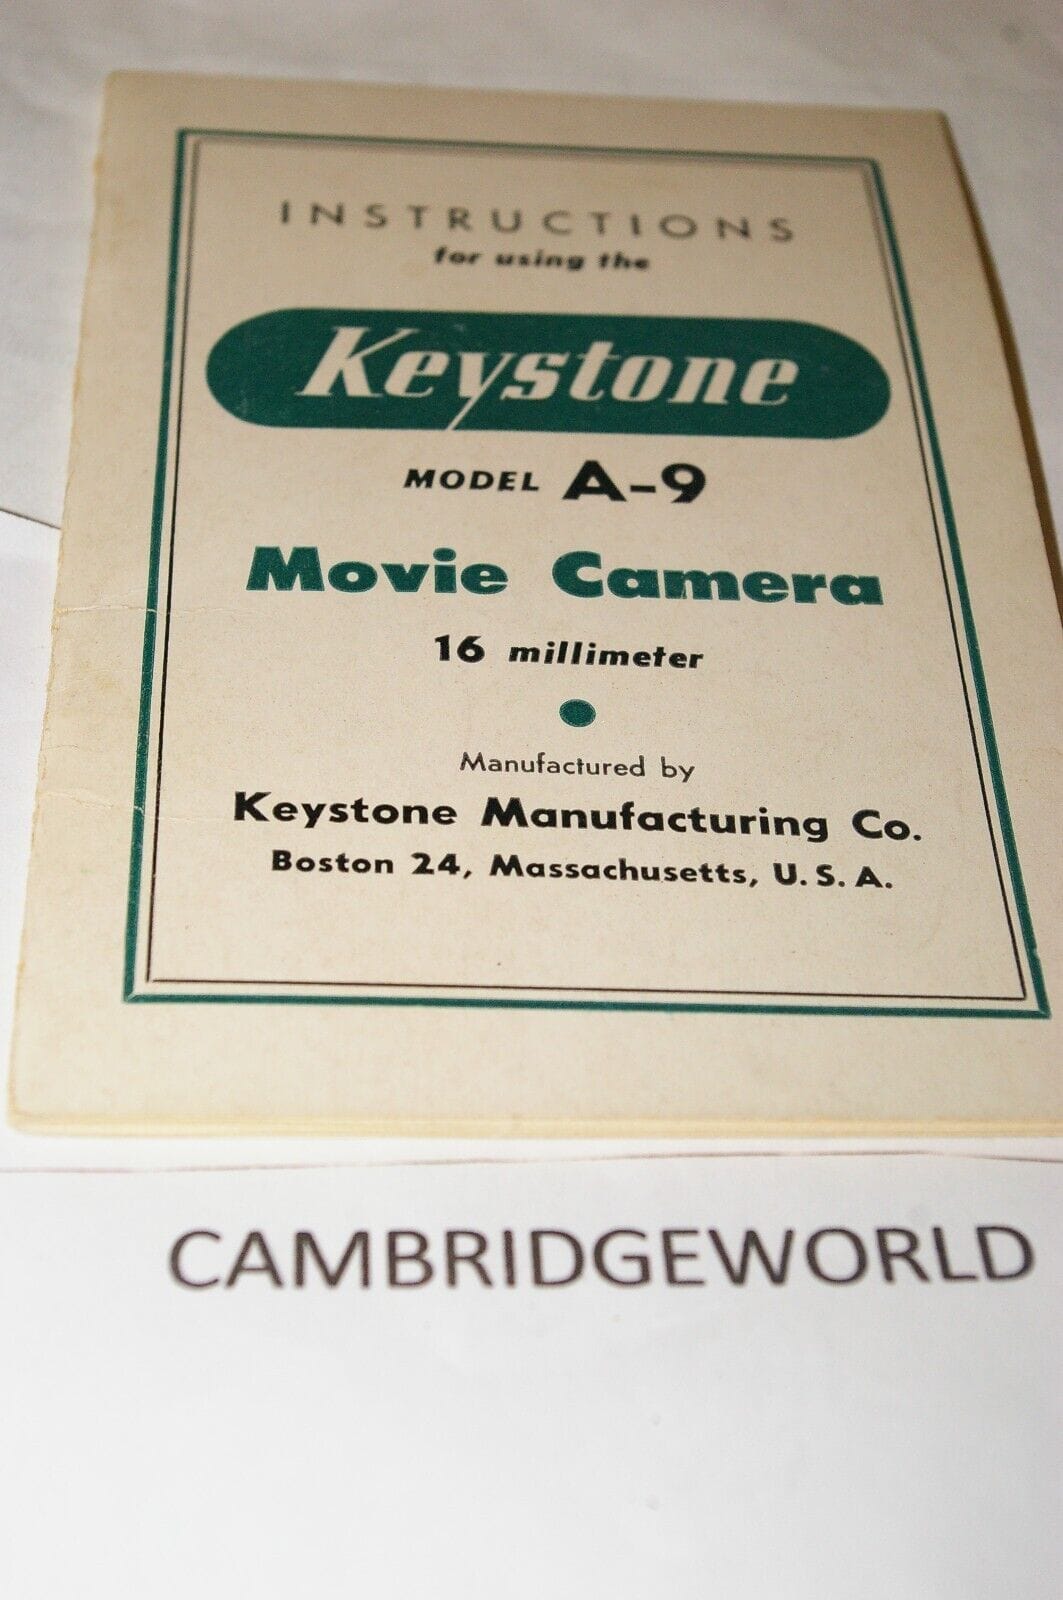 INSTRUCTIONS
for using the
Keystone
MODEL A-9
Movie Camera
16 millimeter
Manufactured by
Keystone Manufacturing Co.
Boston 24, Massachusetts, U. S. A.
CAMBRIDGEWORLD